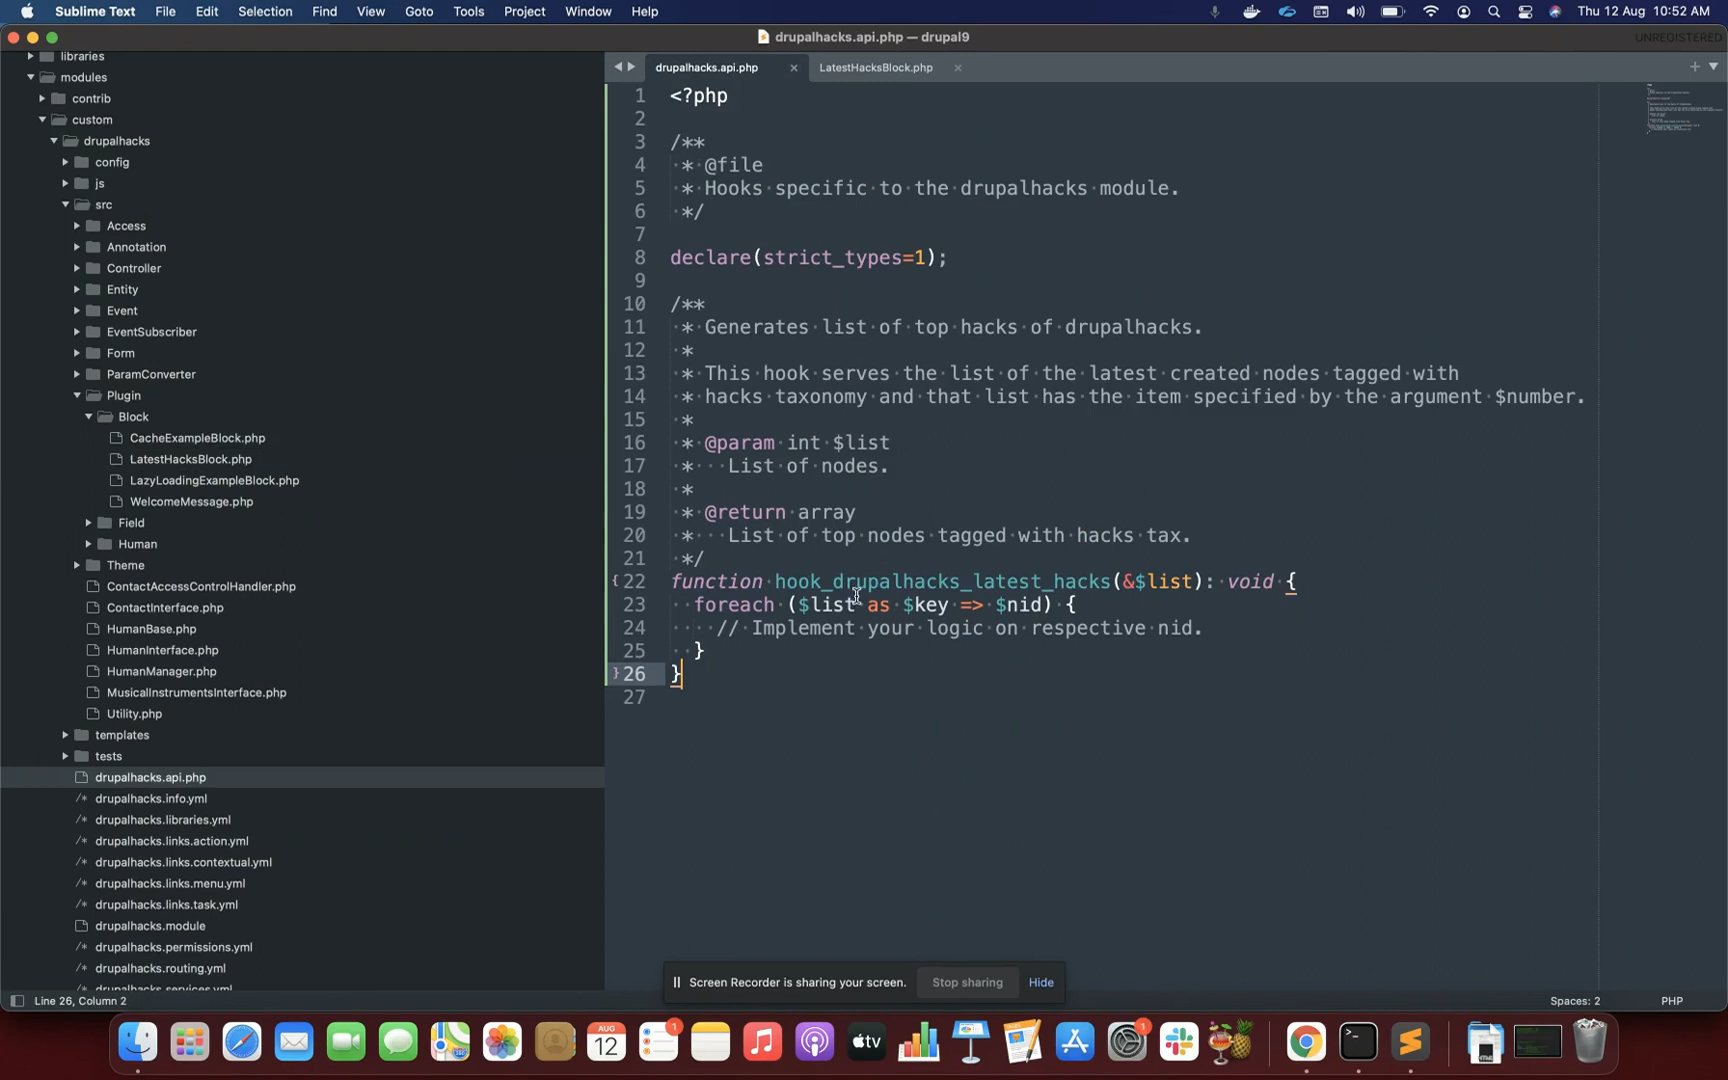 Sublime Text File Edit Selection Find View Goto Tools Project Window Help Thu 12 Aug 10:52 AM
drupalhacks.api.php — drupal9
UNREGISTERED
libraries
modules
contrib
custom
drupalhacks
config
js
src
Access
Annotation
Controller
Entity
Event
EventSubscriber
Form
ParamConverter
Plugin
Block
CacheExampleBlock.php
LatestHacksBlock.php
LazyLoadingExampleBlock.php
WelcomeMessage.php
Field
Human
Theme
ContactAccessControlHandler.php
ContactInterface.php
HumanBase.php
HumanInterface.php
HumanManager.php
MusicalInstrumentsInterface.php
Utility.php
templates
tests
drupalhacks.api.php
/* drupalhacks.info.yml
/* drupalhacks.libraries.yml
/* drupalhacks.links.action.yml
/* drupalhacks.links.contextual.yml
/* drupalhacks.links.menu.yml
/* drupalhacks.links.task.yml
drupalhacks.module
/* drupalhacks.permissions.yml
/* drupalhacks.routing.yml
/* drupalhacks.services.yml
drupalhacks.api.php × LatestHacksBlock.php ×
1 <?php
2
3 /**
4 * @file
5 * Hooks specific to the drupalhacks module.
6 */
7
8 declare(strict_types=1);
9
10 /**
11 * Generates list of top hacks of drupalhacks.
12 *
13 * This hook serves the list of the latest created nodes tagged with
14 * hacks taxonomy and that list has the item specified by the argument $number.
15 *
16 * @param int $list
17 * List of nodes.
18 *
19 * @return array
20 * List of top nodes tagged with hacks tax.
21 */
22 function hook_drupalhacks_latest_hacks(&$list): void {
23 foreach ($list as $key => $nid) {
24 // Implement your logic on respective nid.
25 }
26 }
27
Screen Recorder is sharing your screen. Stop sharing Hide
Line 26, Column 2 Spaces: 2 PHP
AUG
12
1
tv
1